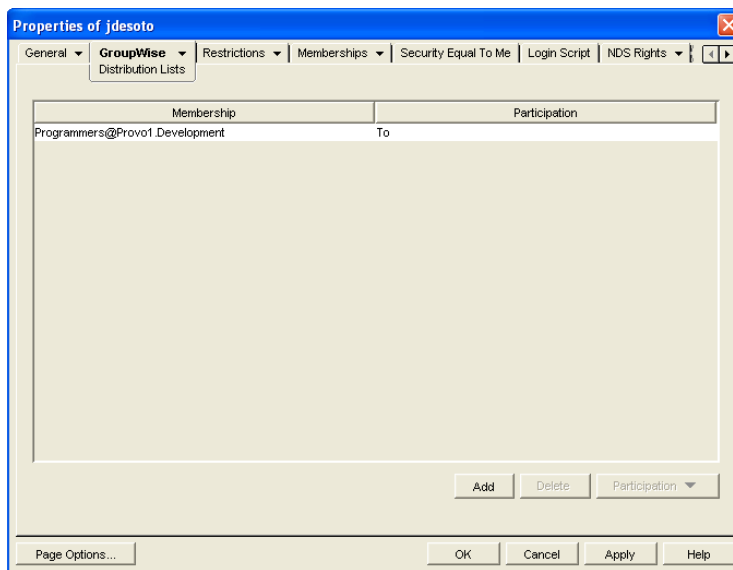 Properties of jdesoto
General GroupWise Restrictions Memberships Security Equal To Me Login Script NDS Rights
Distribution Lists
Membership Participation
Programmers@Provo1.Development To
Add Delete Participation
Page Options... OK Cancel Apply Help